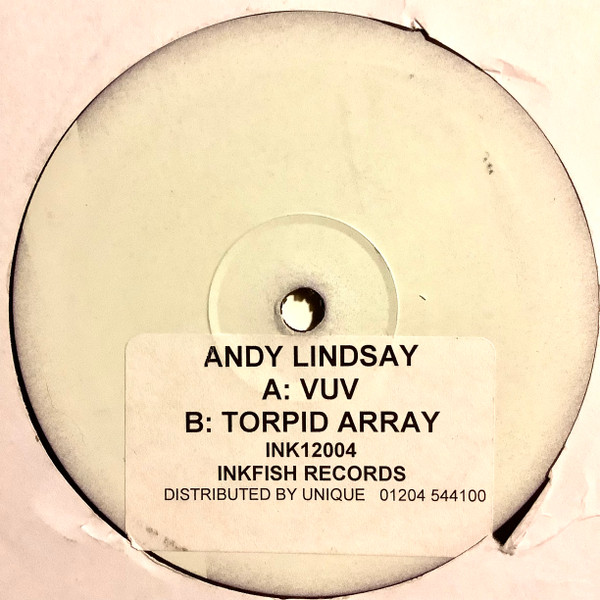 ANDY LINDSAY
A: VUV
B: TORPID ARRAY
INK12004
INKFISH RECORDS
DISTRIBUTED BY UNIQUE 01204 544100